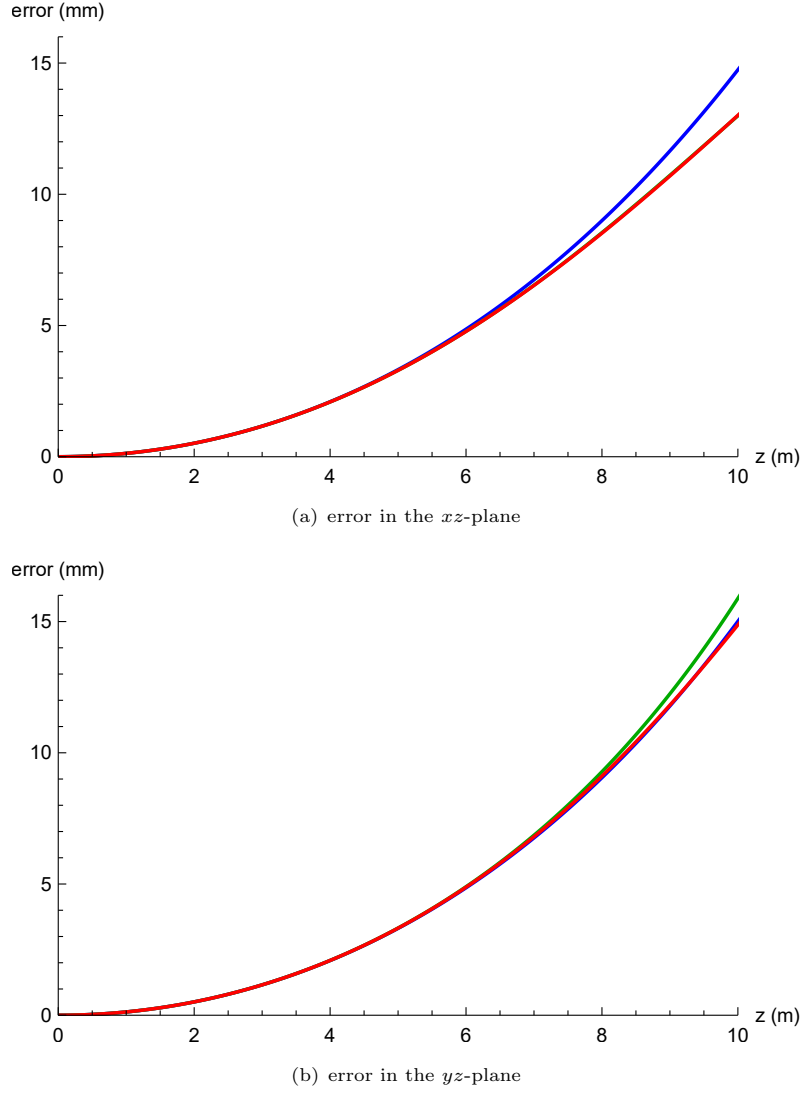 error (mm)
15
10
5
0
0 2 4 6 8 10 z (m)
(a) error in the xz-plane
error (mm)
15
10
5
0
0 2 4 6 8 10 z (m)
(b) error in the yz-plane